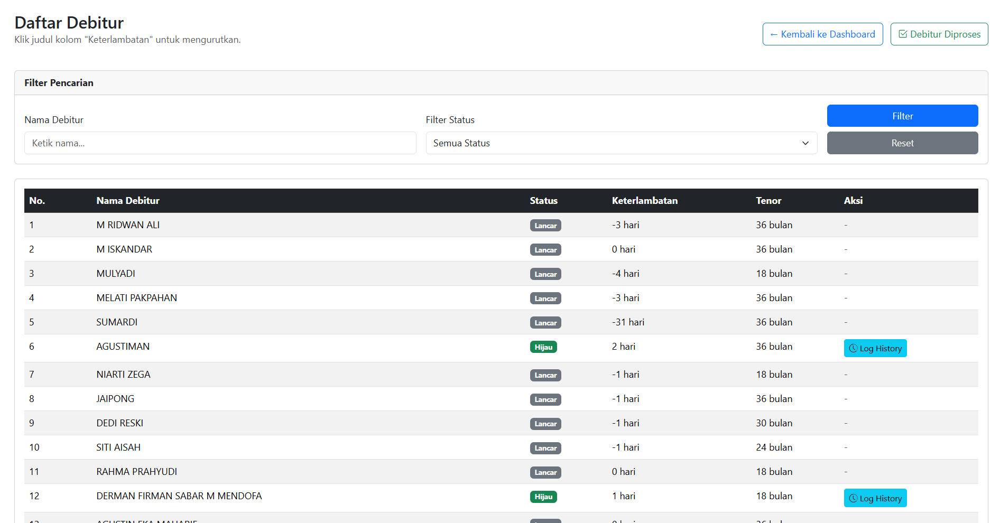 Daftar Debitur
Klik judul kolom "Keterlambatan" untuk mengurutkan.
← Kembali ke Dashboard
Debitur Diproses
Filter Pencarian
Nama Debitur
Filter Status
Filter
Ketik nama...
Semua Status
Reset
No. Nama Debitur Status Keterlambatan Tenor Aksi
1 M RIDWAN ALI Lancar -3 hari 36 bulan -
2 M ISKANDAR Lancar 0 hari 36 bulan -
3 MULYADI Lancar -4 hari 18 bulan -
4 MELATI PAKPAHAN Lancar -3 hari 36 bulan -
5 SUMARDI Lancar -31 hari 36 bulan -
6 AGUSTIMAN Hijau 2 hari 36 bulan Log History
7 NIARTI ZEGA Lancar -1 hari 18 bulan -
8 JAIPONG Lancar -1 hari 36 bulan -
9 DEDI RESKI Lancar -1 hari 30 bulan -
10 SITI AISAH Lancar -1 hari 24 bulan -
11 RAHMA PRAHYUDI Lancar 0 hari 18 bulan -
12 DERMAN FIRMAN SABAR M MENDOFA Hijau 1 hari 18 bulan Log History